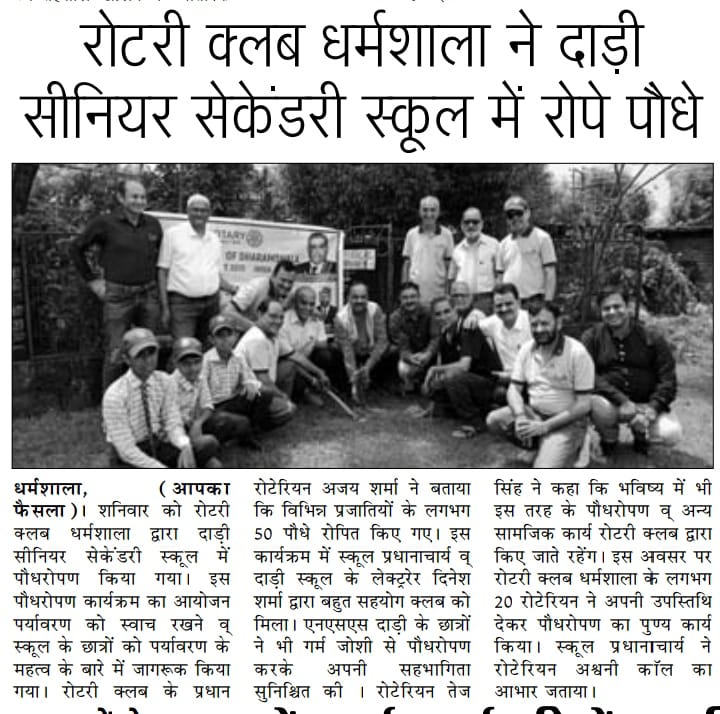 रोटरी क्लब धर्मशाला ने दाड़ी
सीनियर सेकेंडरी स्कूल में रोपे पौधे
OTARY
OF DHARAMSHALA
धर्मशाला, (आपका
फैसला)। शनिवार को रोटरी
क्लब धर्मशाला द्वारा दाड़ी
सीनियर सेकेंडरी स्कूल में
पौधरोपण किया गया। इस
पौधरोपण कार्यक्रम का आयोजन
पर्यावरण को स्वाच रखने व्
स्कूल के छात्रों को पर्यावरण के
महत्व के बारे में जागरूक किया
गया। रोटरी क्लब के प्रधान
रोटेरियन अजय शर्मा ने बताया
कि विभिन्न प्रजातियों के लगभग
50 पौधे रोपित किए गए। इस
कार्यक्रम में स्कूल प्रधानाचार्य व्
दाड़ी स्कूल के लेक्टरेर दिनेश
शर्मा द्वारा बहुत सहयोग क्लब को
मिला। एनएसएस दाड़ी के छात्रों
ने भी गर्म जोशी से पौधरोपण
करके अपनी सहभागिता
सुनिश्चित की । रोटेरियन तेज
सिंह ने कहा कि भविष्य में भी
इस तरह के पौधरोपण व् अन्य
सामजिक कार्य रोटरी क्लब द्वारा
किए जाते रहेंग। इस अवसर पर
रोटरी क्लब धर्मशाला के लगभग
20 रोटेरियन ने अपनी उपस्तिथि
देकर पौधरोपण का पुण्य कार्य
किया। स्कूल प्रधानाचार्य ने
रोटेरियन अश्वनी कॉल का
आभार जताया।